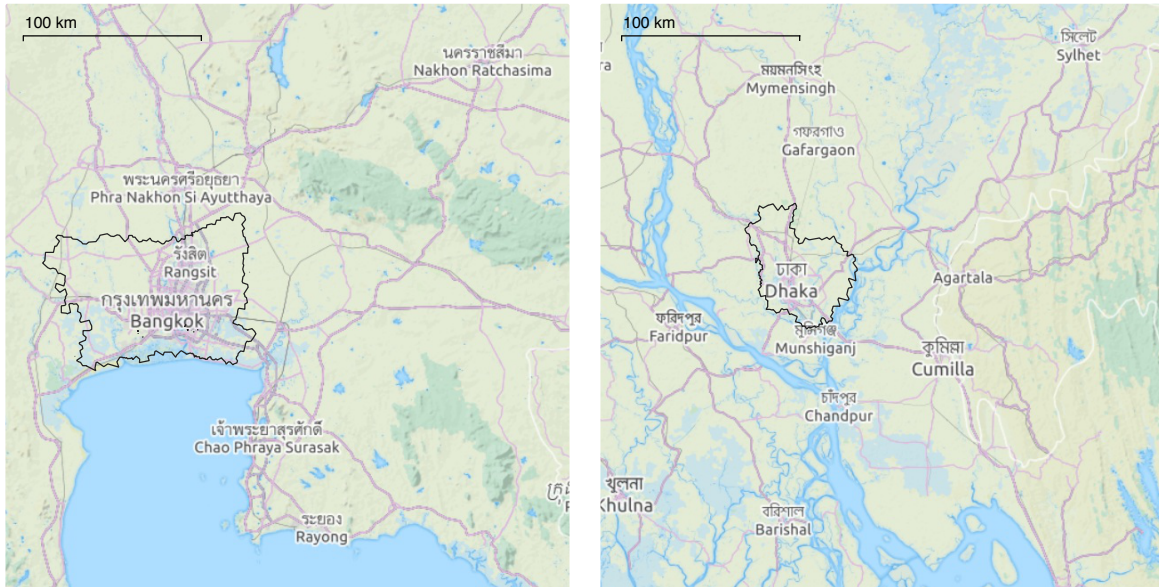 100 km
นครราชสีมา
Nakhon Ratchasima
พระนครศรีอยุธยา
Phra Nakhon Si Ayutthaya
รังสิต
Rangsit
กรุงเทพมหานคร
Bangkok
เจ้าพระยาสุรศักดิ์
Chao Phraya Surasak
ระยอง
Rayong
100 km
সিলেট
Sylhet
ময়মনসিংহ
Mymensingh
গফরগাও
Gafargaon
ঢাকা
Dhaka
Agartala
ফরিদপুর
Faridpur
মুন্সিগঞ্জ
Munshiganj
কুমিল্লা
Cumilla
চাঁদপুর
Chandpur
খুলনা
Khulna
বরিশাল
Barishal